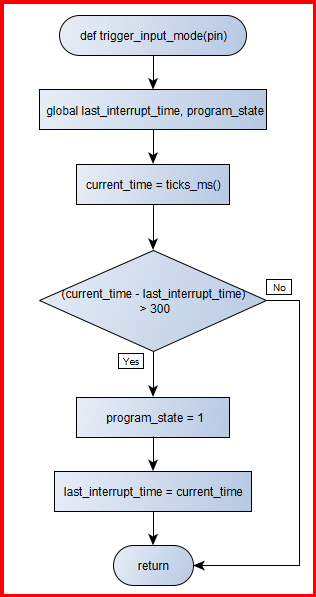 def trigger_input_mode(pin)
global last_interrupt_time, program_state
current_time = ticks_ms()
(current_time - last_interrupt_time)
> 300
No
Yes
program_state = 1
last_interrupt_time = current_time
return